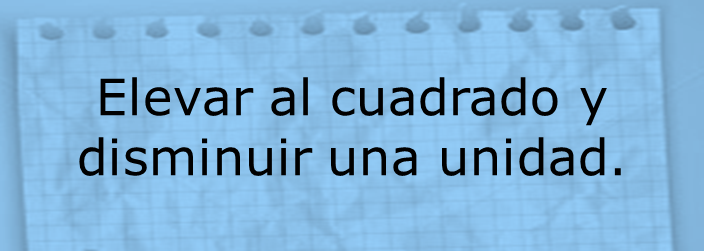 Elevar al cuadrado y
disminuir una unidad.